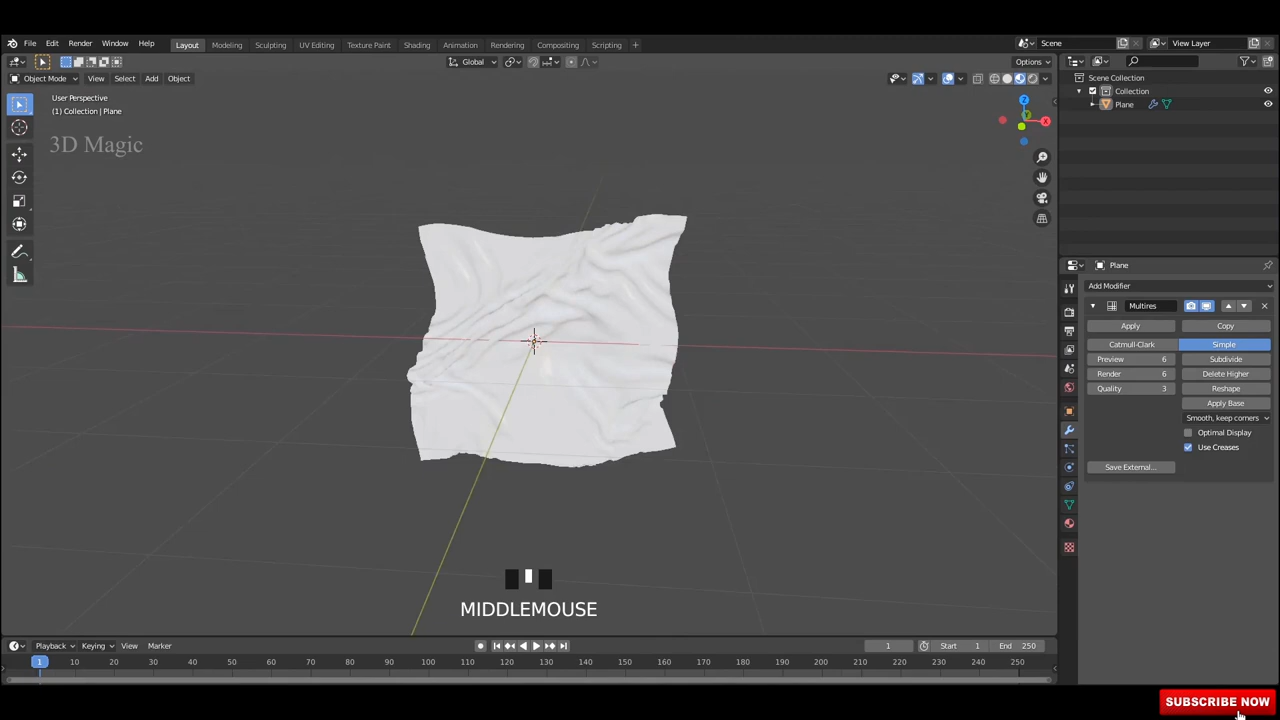 File Edit Render Window Help Layout Modeling Sculpting UV Editing Texture Paint Shading Animation Rendering Compositing Scripting + Scene View Layer
Global Options
Object Mode View Select Add Object
Scene Collection
Collection
Plane
User Perspective
(1) Collection | Plane
3D Magic
Z
Y
X
Plane
Add Modifier
Multires
Apply Copy
Catmull-Clark Simple
Preview 6 Subdivide
Render 6 Delete Higher
Quality 3 Reshape
Apply Base
Smooth, keep corners
Optimal Display
Use Creases
Save External...
MIDDLEMOUSE
Playback Keying View Marker 1 Start 1 End 250
1 10 20 30 40 50 60 70 80 90 100 110 120 130 140 150 160 170 180 190 200 210 220 230 240 250
SUBSCRIBE NOW